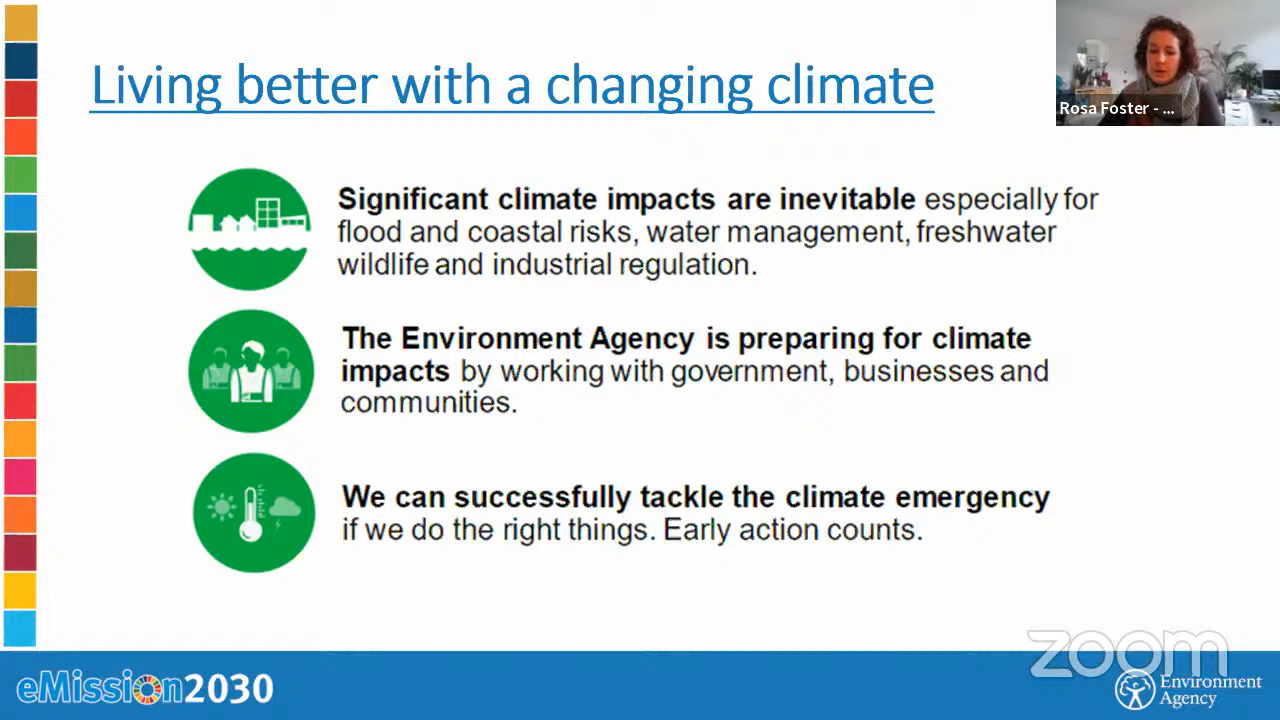 Living better with a changing climate
Rosa Foster - ...
Significant climate impacts are inevitable especially for
flood and coastal risks, water management, freshwater
wildlife and industrial regulation.
The Environment Agency is preparing for climate
impacts by working with government, businesses and
communities.
We can successfully tackle the climate emergency
if we do the right things. Early action counts.
zoom
eMission2030
Environment
Agency